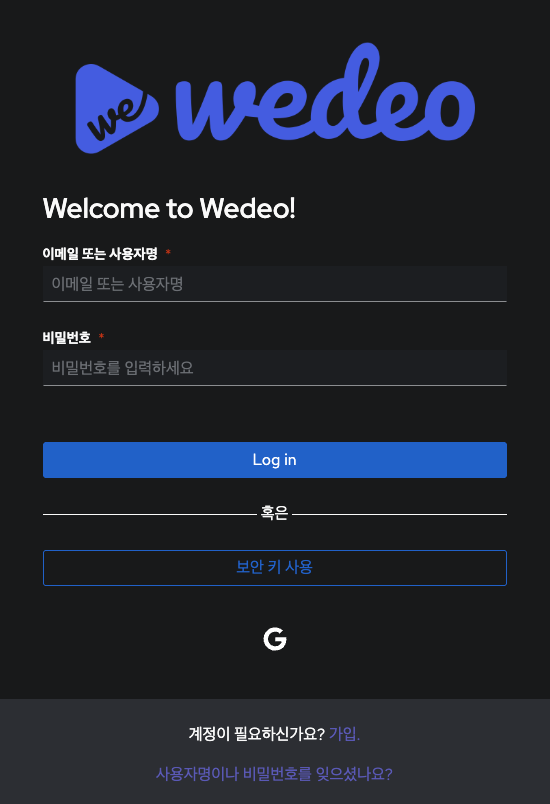 we
wedeo
Welcome to Wedeo!
이메일 또는 사용자명 *
이메일 또는 사용자명
비밀번호 *
비밀번호를 입력하세요
Log in
혹은
보안 키 사용
G
계정이 필요하신가요? 가입.
사용자명이나 비밀번호를 잊으셨나요?